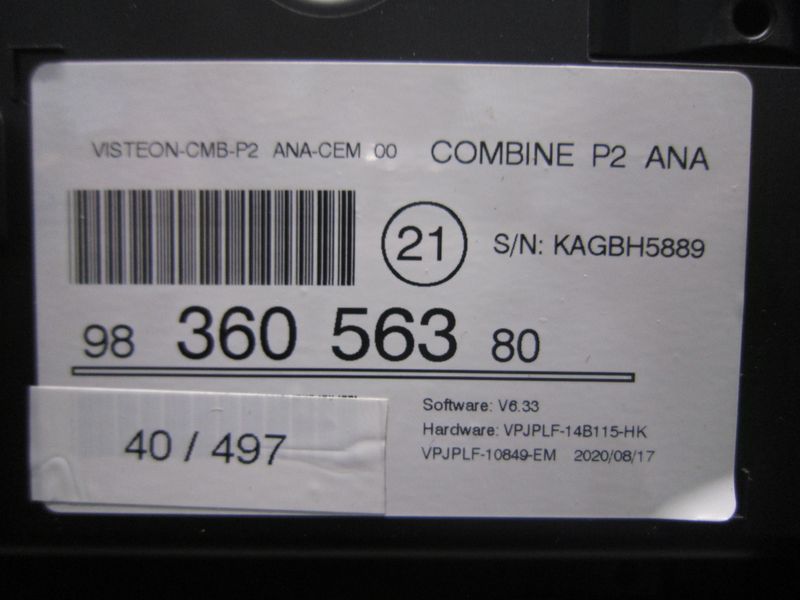 VISTEON-CMB-P2 ANA-CEM 00 COMBINE P2 ANA
21 S/N: KAGBH5889
98 360 563 80
Software: V6.33
Hardware: VPJPLF-14B115-HK
VPJPLF-10849-EM 2020/08/17
40 / 497